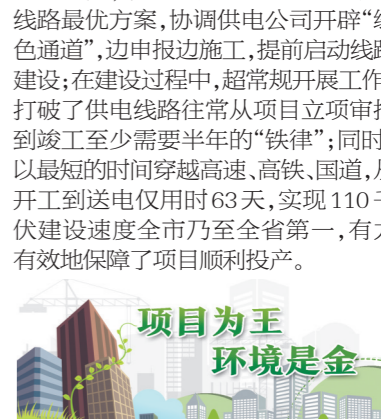 线路最优方案,协调供电公司开辟“绿
色通道”,边申报边施工,提前启动线路
建设;在建设过程中,超常规开展工作
打破了供电线路往常从项目立项审批
到竣工至少需要半年的“铁律”;同时
以最短的时间穿越高速、高铁、国道,从
开工到送电仅用时63天,实现110千
伏建设速度全市乃至全省第一,有力
有效地保障了项目顺利投产。
项目为王
环境是金